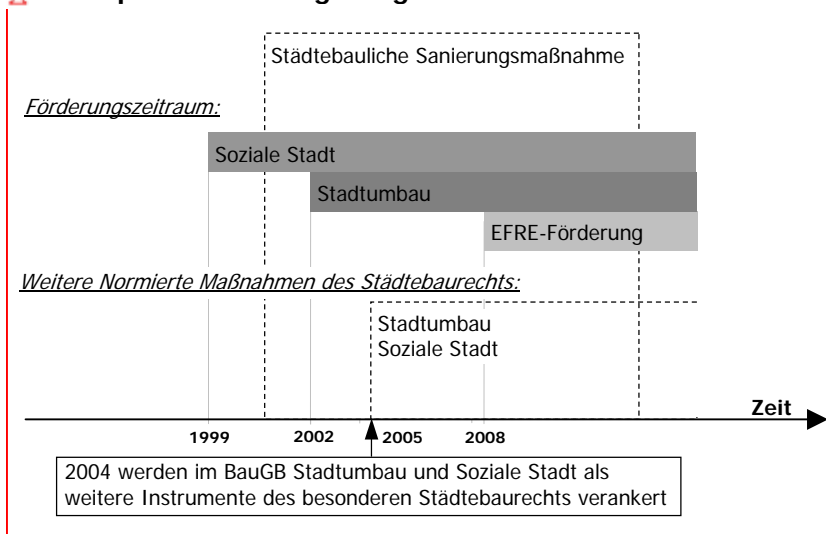 Städtebauliche Sanierungsmaßnahme
Förderungszeitraum:
Soziale Stadt
Stadtumbau
EFRE-Förderung
Weitere Normierte Maßnahmen des Städtebaurechts:
Stadtumbau
Soziale Stadt
Zeit
1999 2002 2005 2008
2004 werden im BauGB Stadtumbau und Soziale Stadt als
weitere Instrumente des besonderen Städtebaurechts verankert